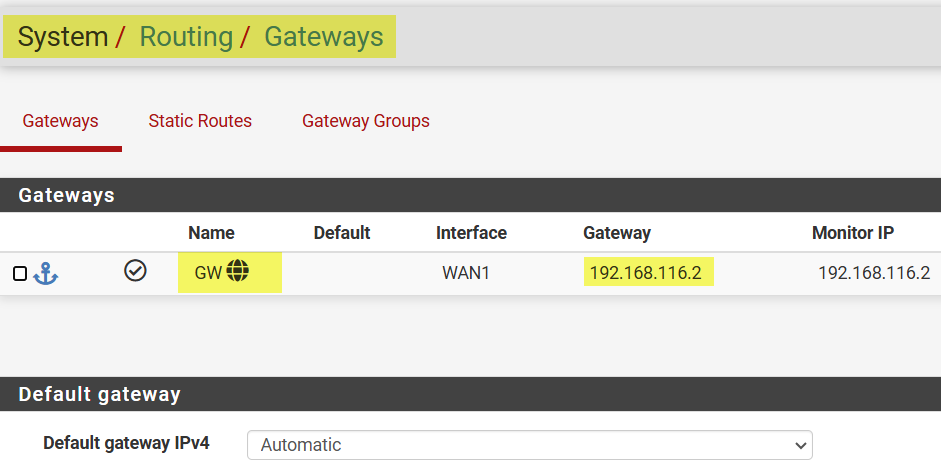 System / Routing / Gateways
Gateways Static Routes Gateway Groups
Gateways
Name Default Interface Gateway Monitor IP
GW WAN1 192.168.116.2 192.168.116.2
Default gateway
Default gateway IPv4 Automatic